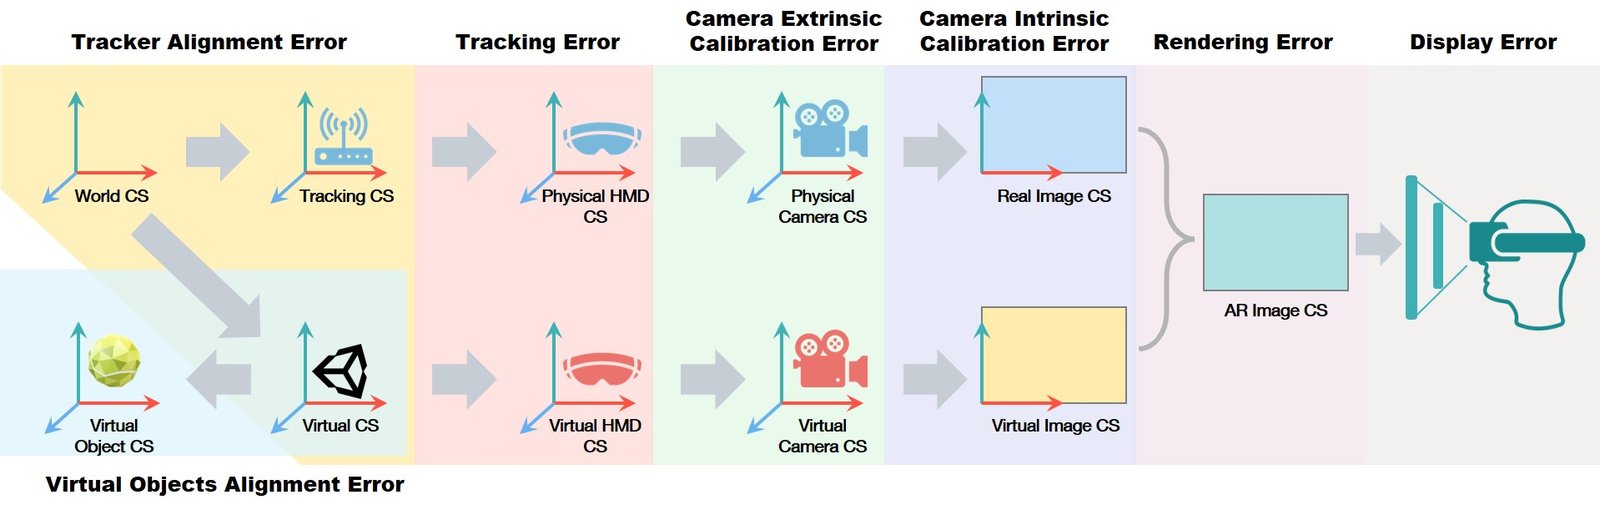 Tracker Alignment Error
Tracking Error
Camera Extrinsic
Calibration Error
Camera Intrinsic
Calibration Error
Rendering Error
Display Error
World CS
Tracking CS
Physical HMD
CS
Physical
Camera CS
Real Image CS
AR Image CS
Virtual
Object CS
Virtual CS
Virtual HMD
CS
Virtual
Camera CS
Virtual Image CS
Virtual Objects Alignment Error